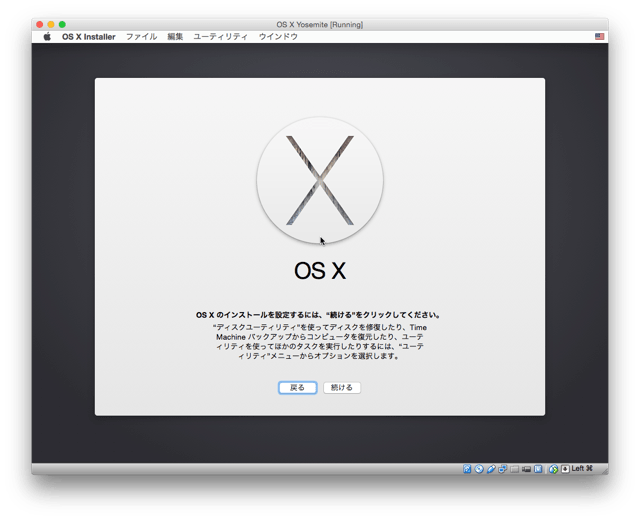 OS X Yosemite [Running]
OS X Installer ファイル 編集 ユーティリティ ウインドウ
OS X
OS X のインストールを設定するには、“続ける”をクリックしてください。
“ディスクユーティリティ”を使ってディスクを修復したり、Time
Machine バックアップからコンピュータを復元したり、ユーテ
ィリティを使ってほかのタスクを実行したりするには、“ユーテ
ィリティ”メニューからオプションを選択します。
戻る 続ける
Left ⌘